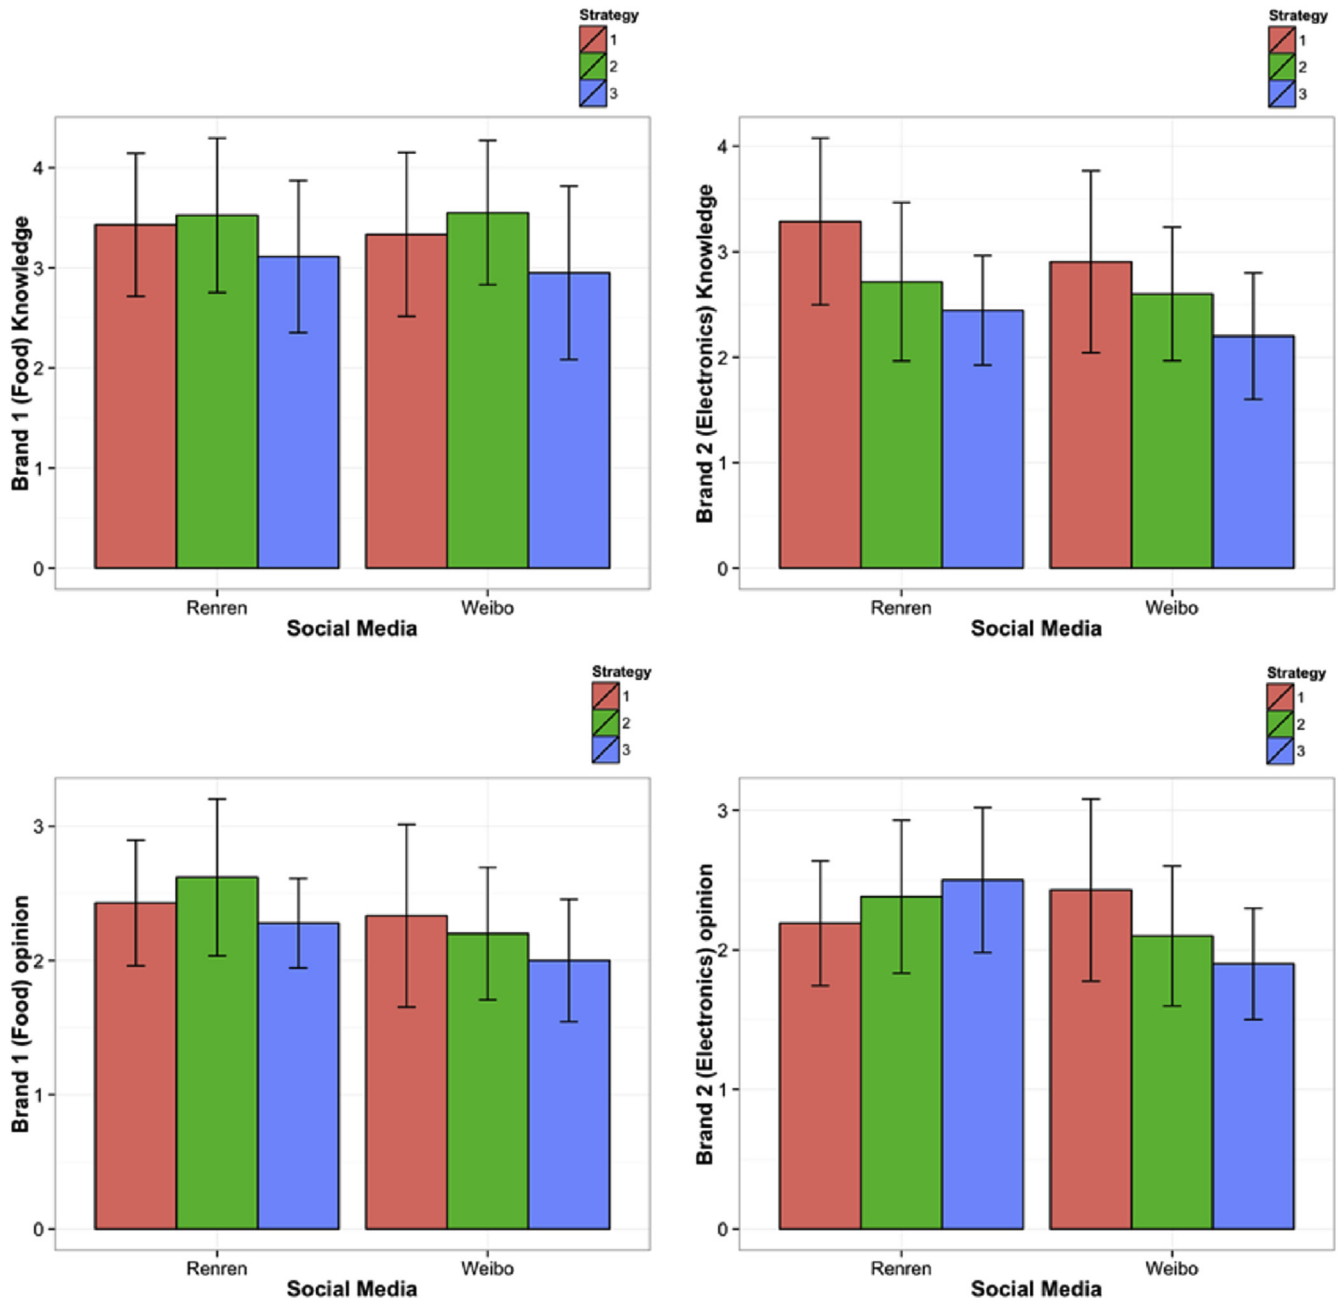 Strategy
1
2
3
Brand 1 (Food) Knowledge
4
3
2
1
0
Renren
Weibo
Social Media
Strategy
1
2
3
Brand 2 (Electronics) Knowledge
4
3
2
1
0
Renren
Weibo
Social Media
Strategy
1
2
3
Brand 1 (Food) opinion
3
2
1
0
Renren
Weibo
Social Media
Strategy
1
2
3
Brand 2 (Electronics) opinion
3
2
1
0
Renren
Weibo
Social Media